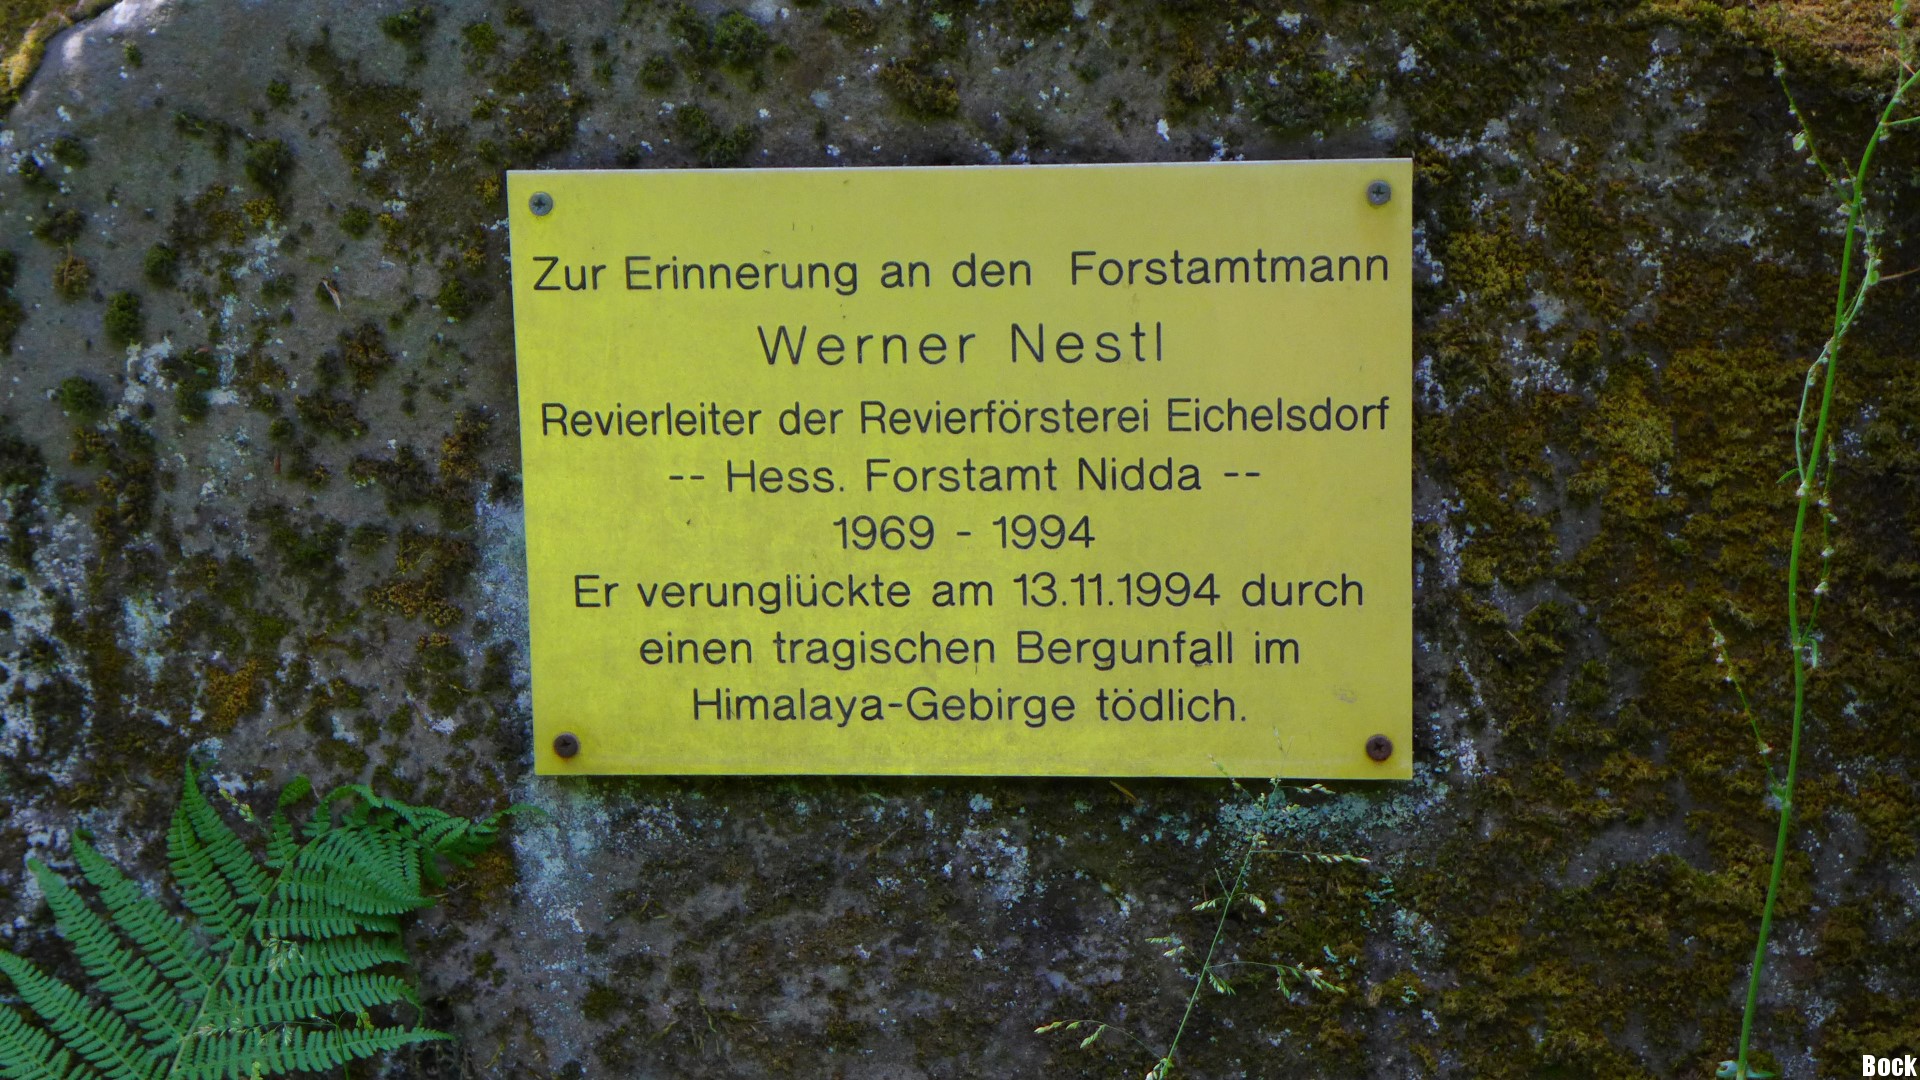 Zur Erinnerung an den Forstamtmann
Werner Nestl
Revierleiter der Revierförsterei Eichelsdorf
-- Hess. Forstamt Nidda --
1969 - 1994
Er verunglückte am 13.11.1994 durch
einen tragischen Bergunfall im
Himalaya-Gebirge tödlich.
Bock